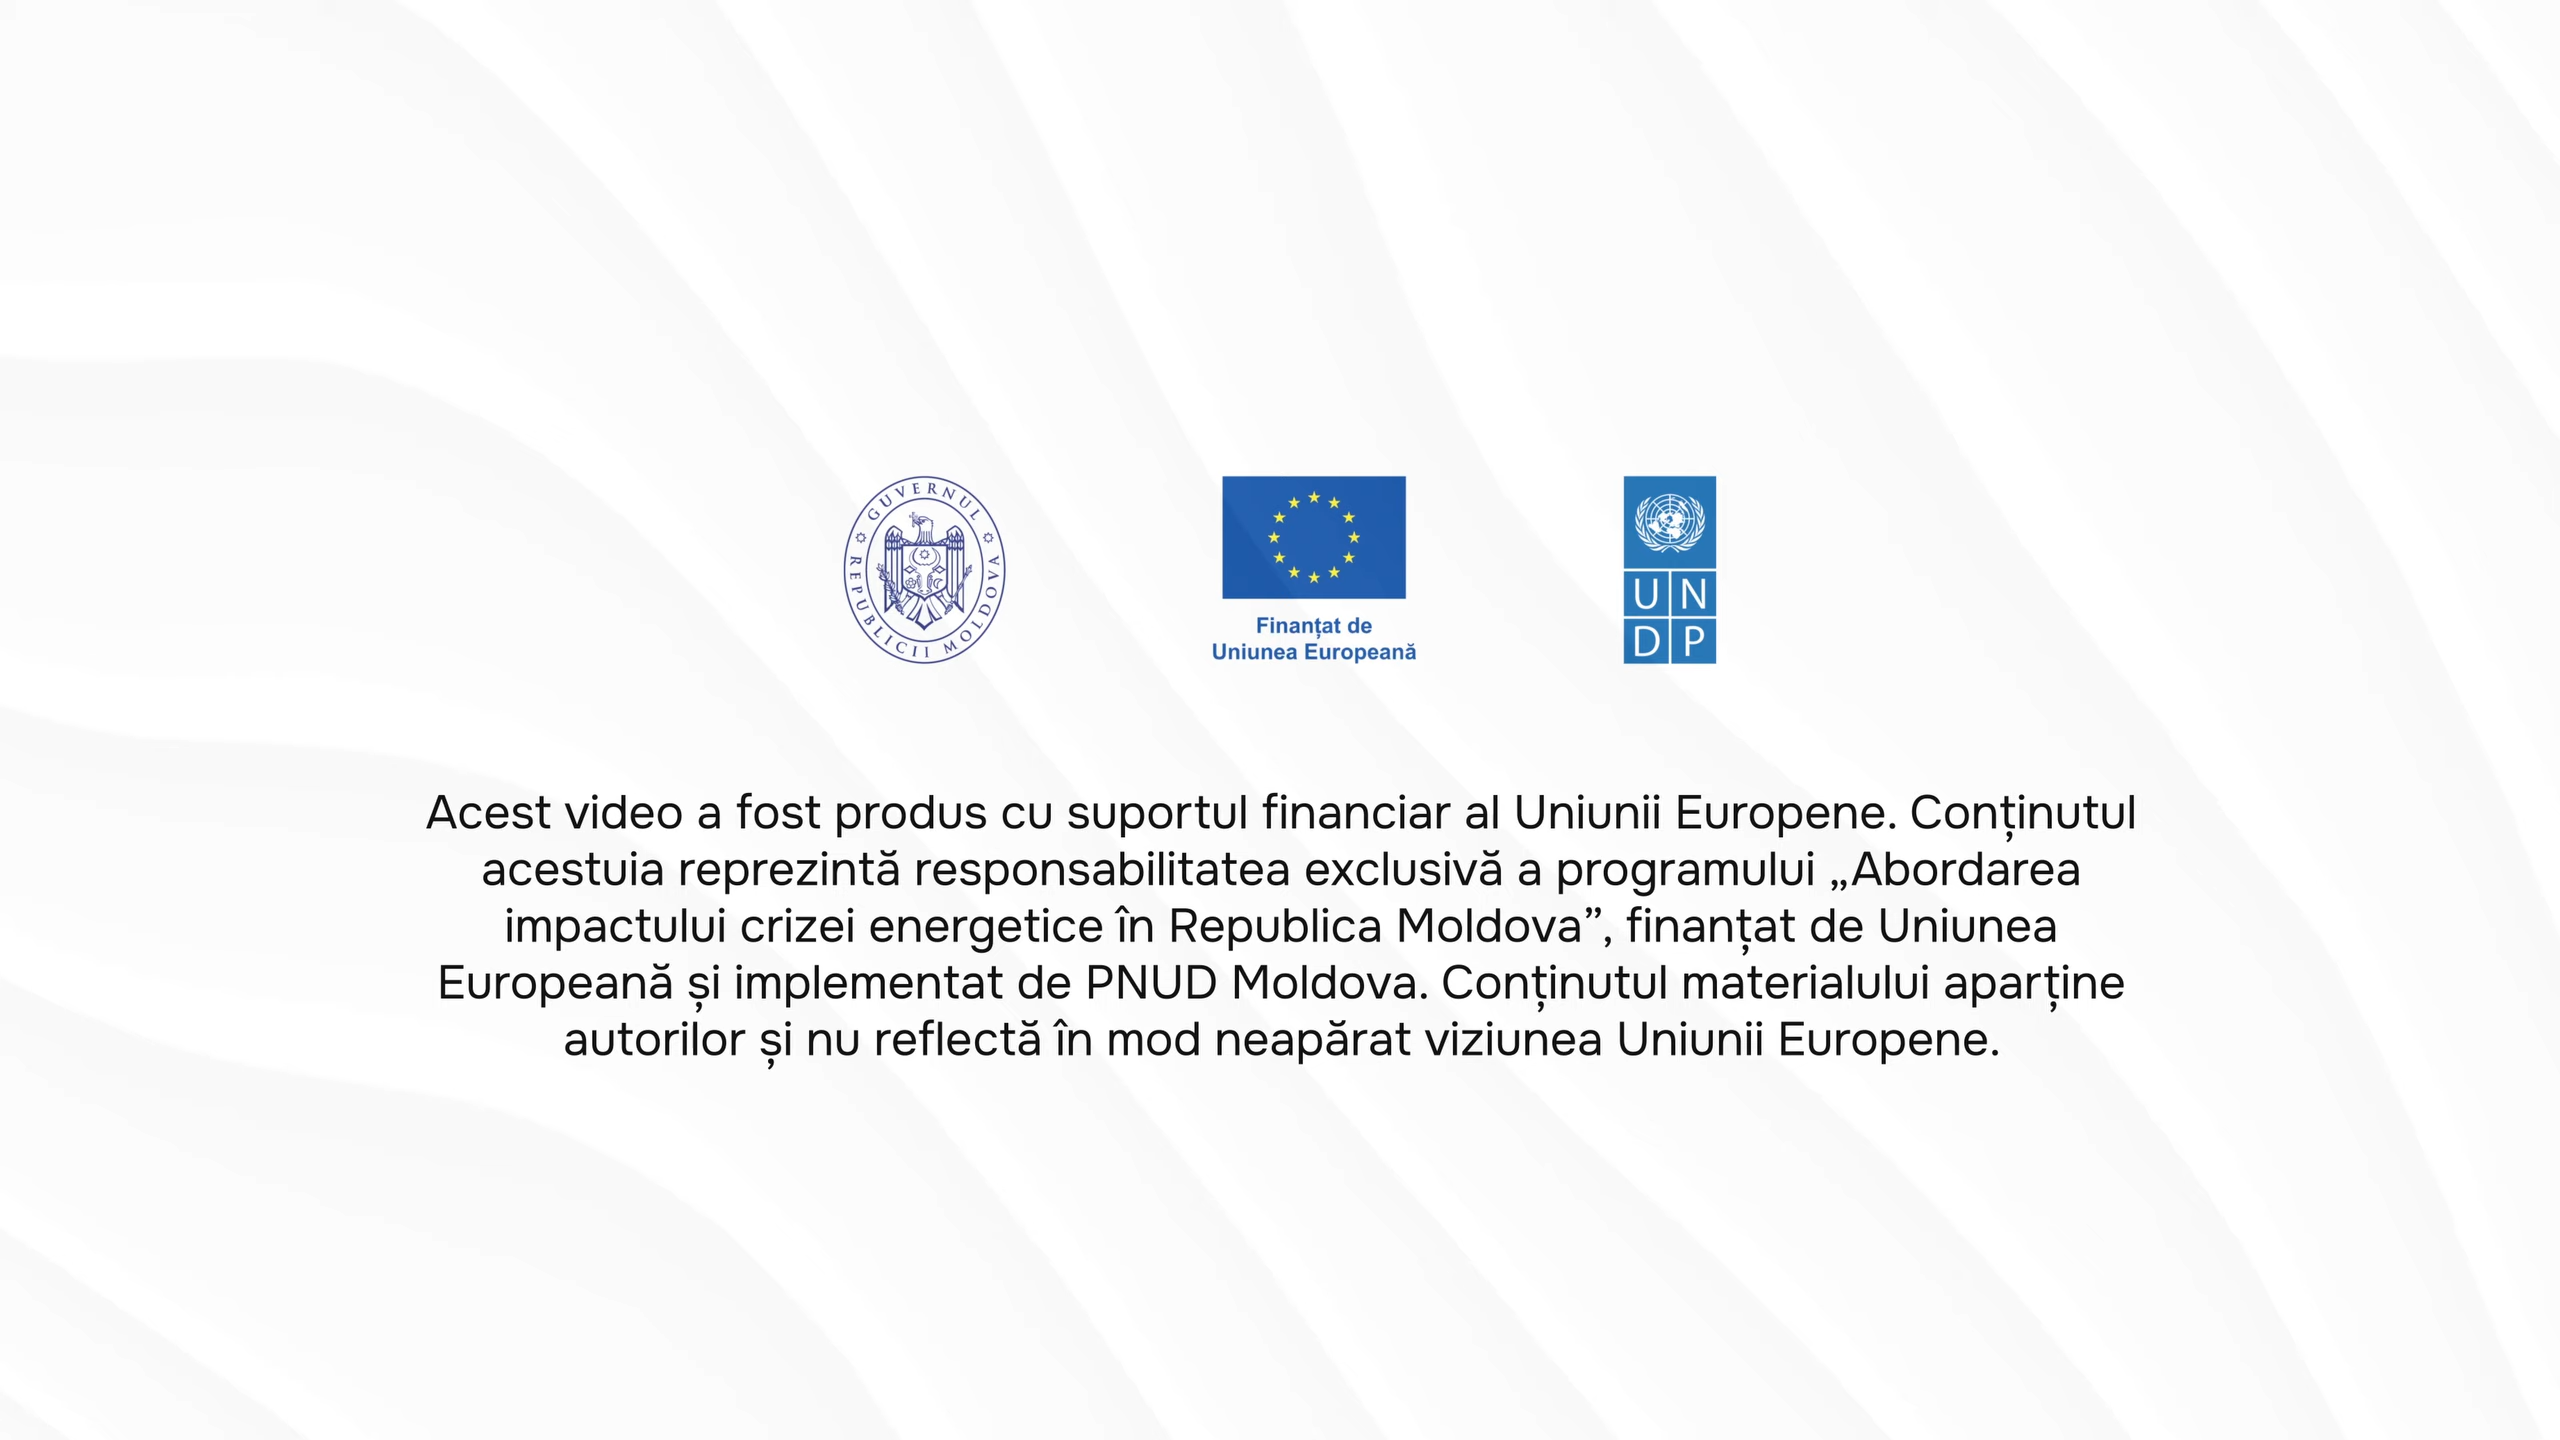 GUVERNUL
REPUBLICII MOLDOVA
Finanțat de
Uniunea Europeană
U N
D P
Acest video a fost produs cu suportul financiar al Uniunii Europene. Conținutul
acestuia reprezintă responsabilitatea exclusivă a programului „Abordarea
impactului crizei energetice în Republica Moldova”, finanțat de Uniunea
Europeană și implementat de PNUD Moldova. Conținutul materialului aparține
autorilor și nu reflectă în mod neapărat viziunea Uniunii Europene.